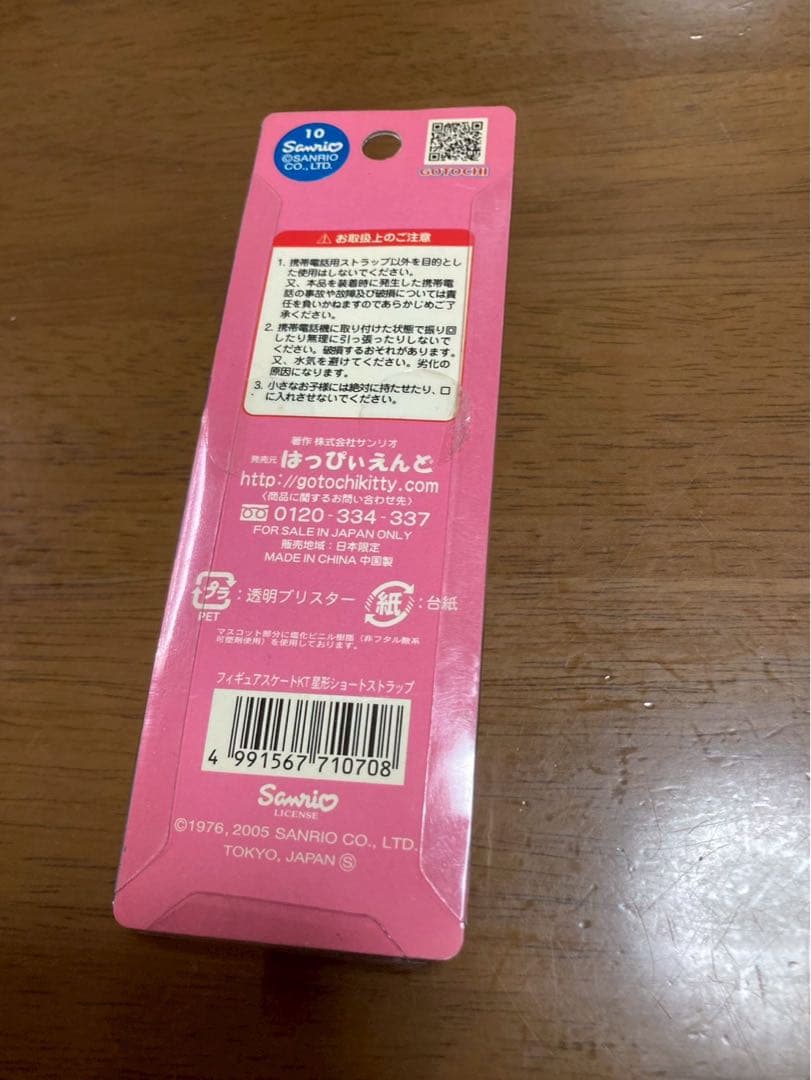 10
Sanrio
©SANRIO
CO., LTD.
GOTOCHI
お取扱上のご注意
1. 携帯電話用ストラップ以外を目的とし
た使用はしないでください。
又、本品を装着時に発生した携帯電
話の事故や故障及び破損については責
任を負いかねますのであらかじめご了
承ください。
2. 携帯電話機に取り付けた状態で振り回
したり無理に引っ張ったりしないで
ください。破損するおそれがあります。
又、水気を避けてください。劣化の
原因になります。
3. 小さなお子様には絶対に持たせたり、口
に入れさせないでください。
著作 株式会社サンリオ
発売元 はっぴぃえんど
http://gotochikitty.com
〈商品に関するお問い合わせ先〉
0120-334-337
FOR SALE IN JAPAN ONLY
販売地域：日本限定
MADE IN CHINA 中国製
プラ：透明ブリスター 紙：台紙
PET
マスコット部分に塩化ビニル樹脂（非フタル酸系
可塑剤使用）を使用しております。
フィギュアスケートKT星形ショートストラップ
4 991567 710708
Sanrio
LICENSE
©1976, 2005 SANRIO CO., LTD.
TOKYO, JAPAN Ⓢ